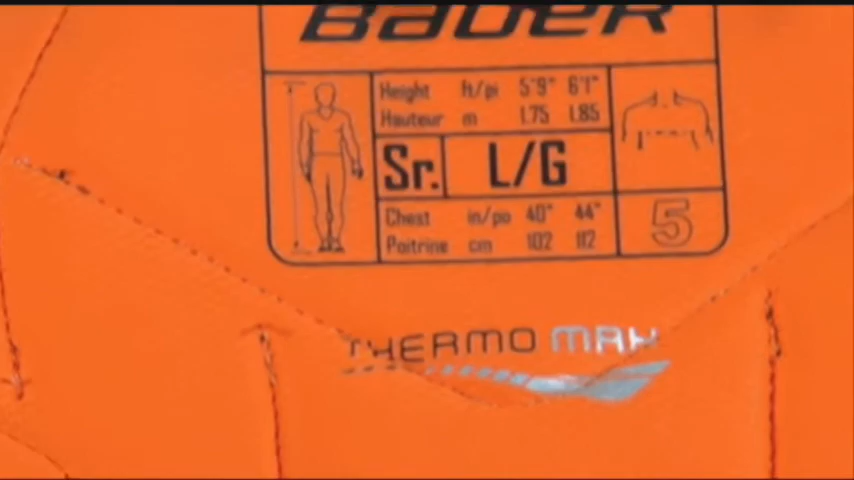 BAUER
Height ft/pi 5'9" 6'1"
Hauteur m 1.75 1.85
Sr. L/G
Chest in/po 40" 44"
Poitrine cm 102 112
5
THERMO MAX